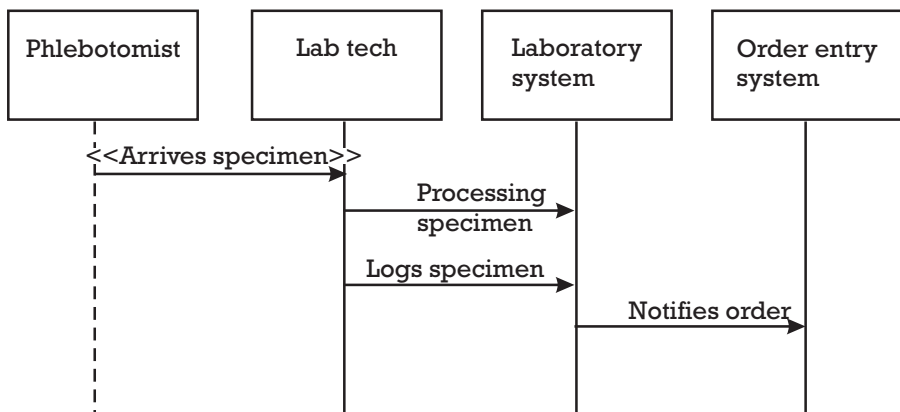 Phlebotomist
Lab tech
Laboratory
system
Order entry
system
<<Arrives specimen>>
Processing
specimen
Logs specimen
Notifies order